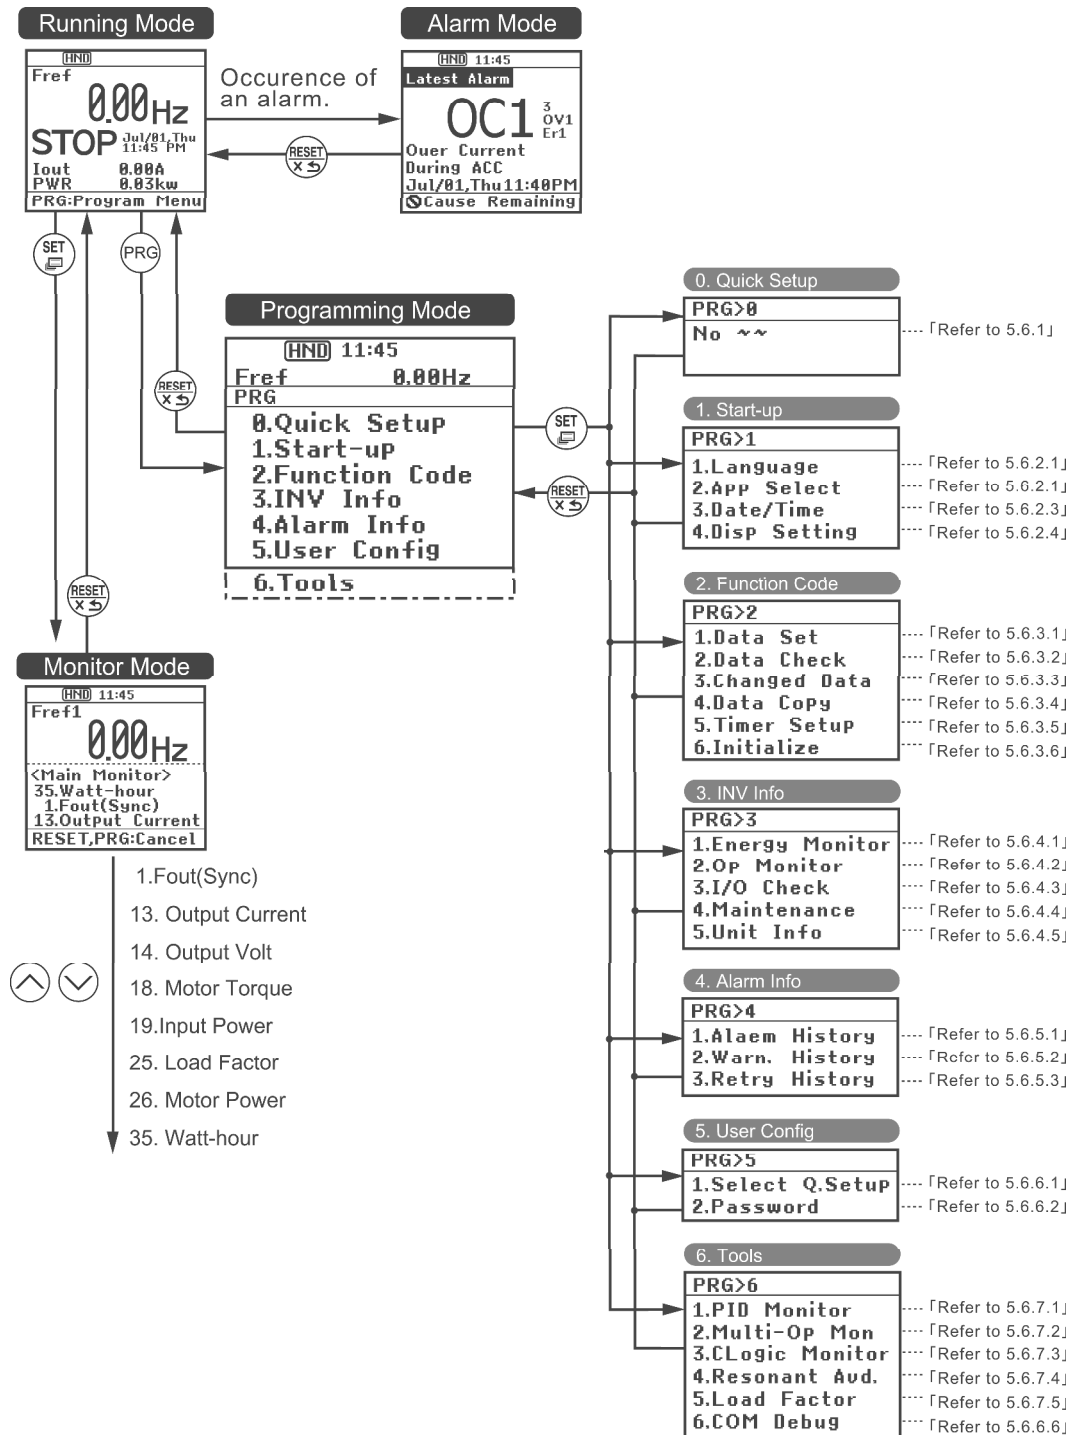 Running Mode
HND
Fref
0.00Hz
STOP Jul/01,Thu
11:45 PM
Iout 0.00A
PWR 0.03kw
PRG:Program Menu
Occurence of
an alarm.
RESET
Alarm Mode
HND 11:45
Latest Alarm
OC1 3
OV1
Er1
Ouer Current
During ACC
Jul/01,Thu11:40PM
Cause Remaining
SET
PRG
RESET
RESET
Programming Mode
HND 11:45
Fref 0.00Hz
PRG
0.Quick Setup
1.Start-up
2.Function Code
3.INV Info
4.Alarm Info
5.User Config
6.Tools
SET
RESET
Monitor Mode
HND 11:45
Fref1
0.00Hz
<Main Monitor>
35.Watt-hour
1.Fout(Sync)
13.Output Current
RESET,PRG:Cancel
1.Fout(Sync)
13. Output Current
14. Output Volt
18. Motor Torque
19.Input Power
25. Load Factor
26. Motor Power
35. Watt-hour
0. Quick Setup
PRG>0
No ~~ ---- 「Refer to 5.6.1」
1. Start-up
PRG>1
1.Language ---- 「Refer to 5.6.2.1」
2.App Select ---- 「Refer to 5.6.2.1」
3.Date/Time ---- 「Refer to 5.6.2.3」
4.Disp Setting ---- 「Refer to 5.6.2.4」
2. Function Code
PRG>2
1.Data Set ---- 「Refer to 5.6.3.1」
2.Data Check ---- 「Refer to 5.6.3.2」
3.Changed Data ---- 「Refer to 5.6.3.3」
4.Data Copy ---- 「Refer to 5.6.3.4」
5.Timer Setup ---- 「Refer to 5.6.3.5」
6.Initialize ---- 「Refer to 5.6.3.6」
3. INV Info
PRG>3
1.Energy Monitor ---- 「Refer to 5.6.4.1」
2.Op Monitor ---- 「Refer to 5.6.4.2」
3.I/O Check ---- 「Refer to 5.6.4.3」
4.Maintenance ---- 「Refer to 5.6.4.4」
5.Unit Info ---- 「Refer to 5.6.4.5」
4. Alarm Info
PRG>4
1.Alaem History ---- 「Refer to 5.6.5.1」
2.Warn. History ---- 「Refer to 5.6.5.2」
3.Retry History ---- 「Refer to 5.6.5.3」
5. User Config
PRG>5
1.Select Q.Setup ---- 「Refer to 5.6.6.1」
2.Password ---- 「Refer to 5.6.6.2」
6. Tools
PRG>6
1.PID Monitor ---- 「Refer to 5.6.7.1」
2.Multi-Op Mon ---- 「Refer to 5.6.7.2」
3.CLogic Monitor ---- 「Refer to 5.6.7.3」
4.Resonant Avd. ---- 「Refer to 5.6.7.4」
5.Load Factor ---- 「Refer to 5.6.7.5」
6.COM Debug ---- 「Refer to 5.6.6.6」